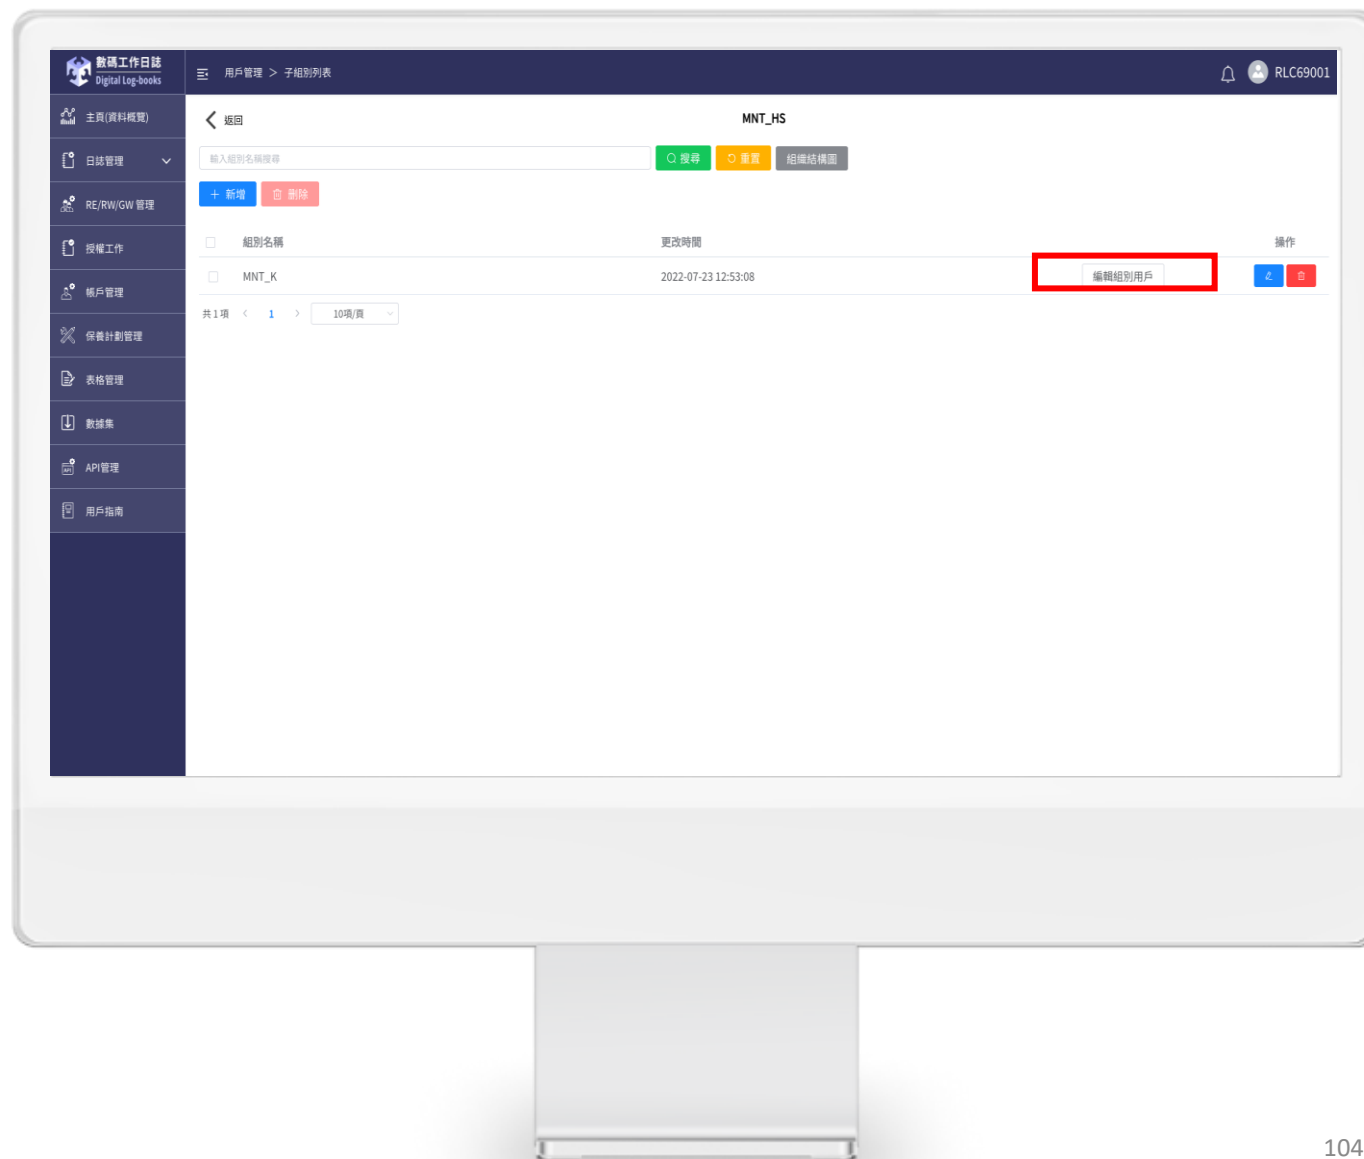 數碼工作日誌
Digital Log-books
用戶管理 > 子組別列表
RLC69001
主頁(資料概覽)
日誌管理
RE/RW/GW 管理
授權工作
帳戶管理
保養計劃管理
表格管理
數據集
API管理
用戶指南
返回
MNT_HS
輸入組別名稱搜尋
搜尋
重置
組織結構圖
+ 新增
刪除
組別名稱 更改時間 操作
MNT_K 2022-07-23 12:53:08 編輯組別用戶
共1項 < 1 > 10項/頁
104